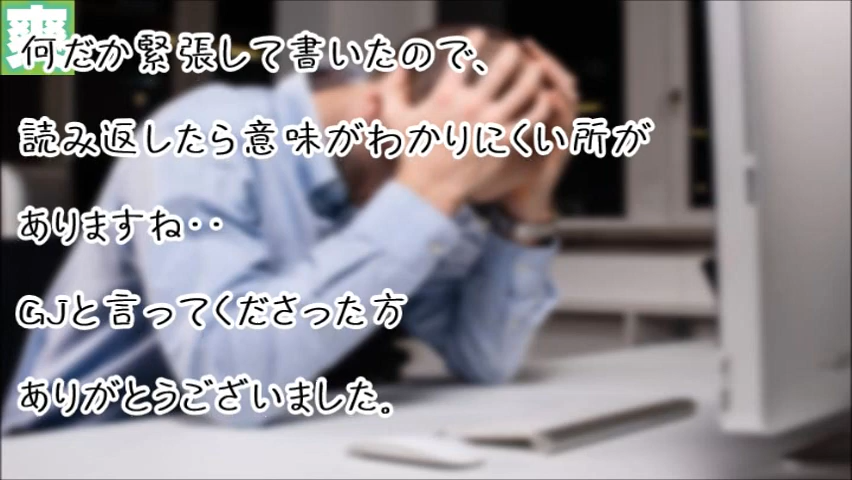 爽
何だか緊張して書いたので、
読み返したら意味がわかりにくい所が
ありますね‥
GJと言ってくださった方
ありがとうございました。